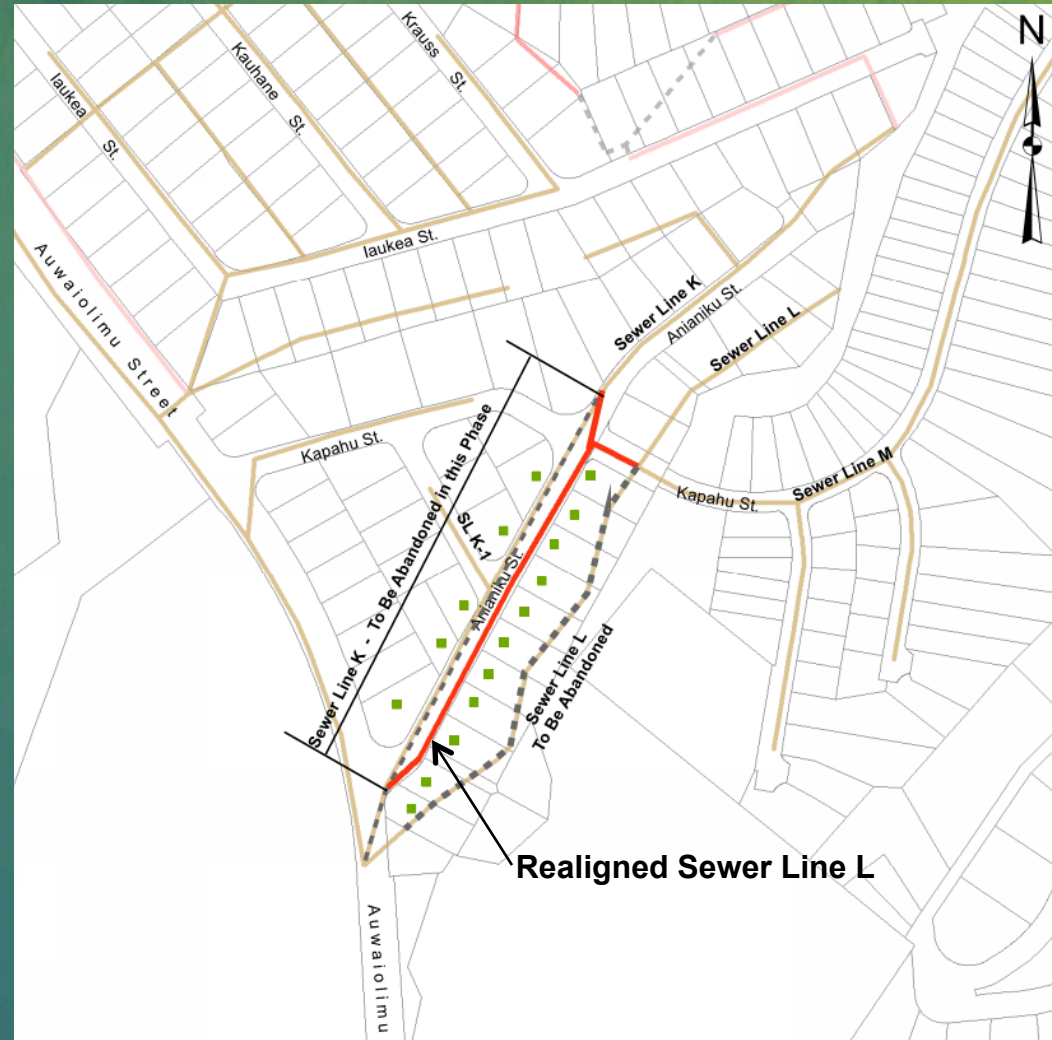 N
Krauss St.
Kauhane St.
Iaukea St.
Iaukea St.
Auwaiolimu Street
Sewer Line K
Anianiku St.
Sewer Line L
Kapahu St.
Sewer Line K - To Be Abandoned in this Phase
SL K-1
Anianiku St.
Kapahu St.
Sewer Line M
Sewer Line L
To Be Abandoned
Realigned Sewer Line L
Auwaiolimu